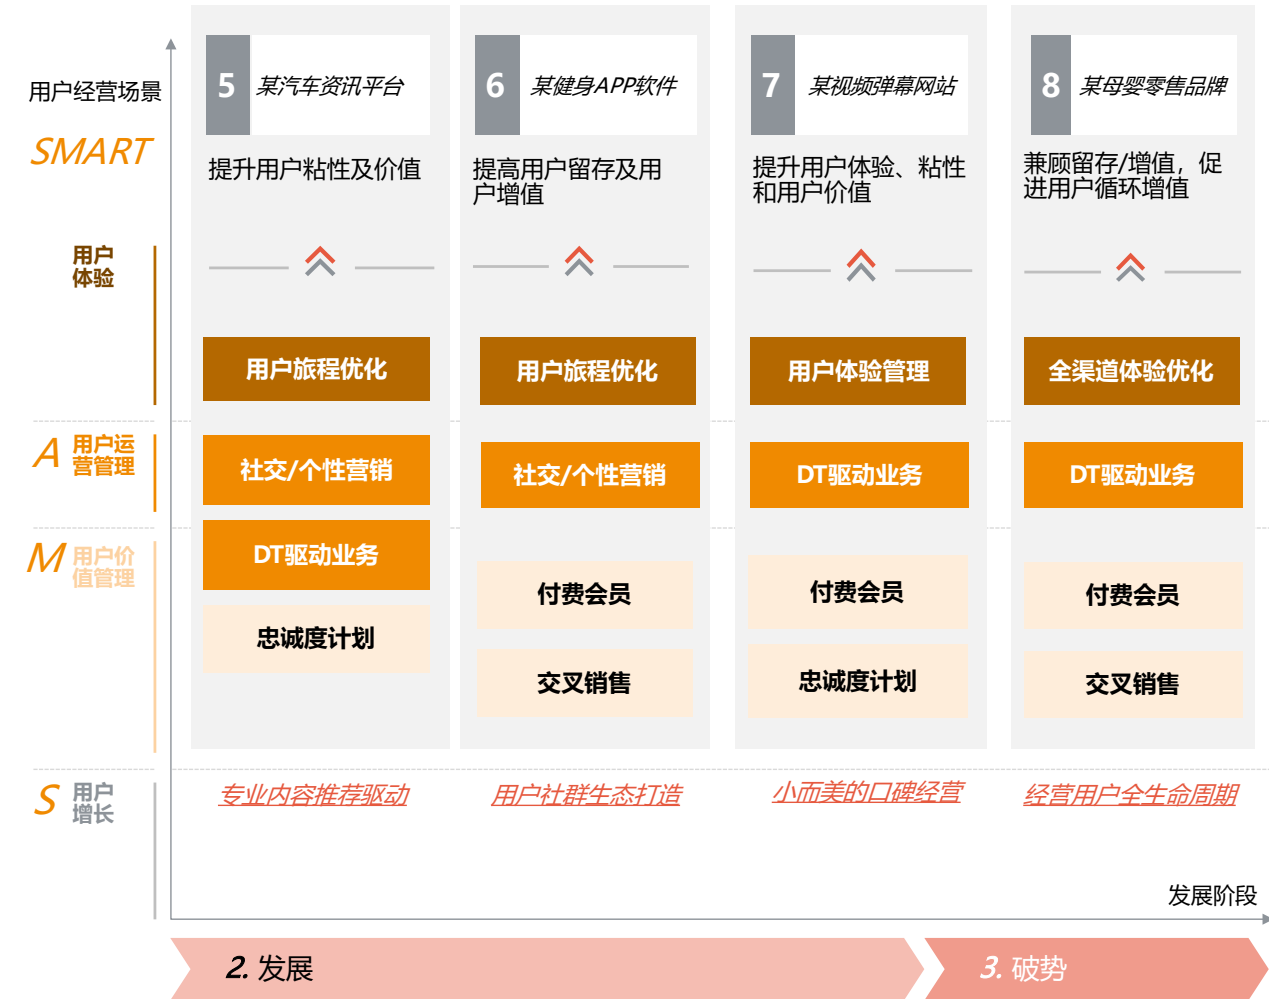 用户经营场景
SMART
5
某汽车资讯平台
6
某健身APP软件
7
某视频弹幕网站
8
某母婴零售品牌
提升用户粘性及价值
提高用户留存及用
户增值
提升用户体验、粘性
和用户价值
兼顾留存/增值，促
进用户循环增值
用户
体验
用户旅程优化
用户旅程优化
用户体验管理
全渠道体验优化
A
用户运
营管理
社交/个性营销
社交/个性营销
DT驱动业务
DT驱动业务
M
用户价
值管理
DT驱动业务
忠诚度计划
付费会员
交叉销售
付费会员
忠诚度计划
付费会员
交叉销售
S
用户
增长
专业内容推荐驱动
用户社群生态打造
小而美的口碑经营
经营用户全生命周期
发展阶段
2. 发展
3. 破势